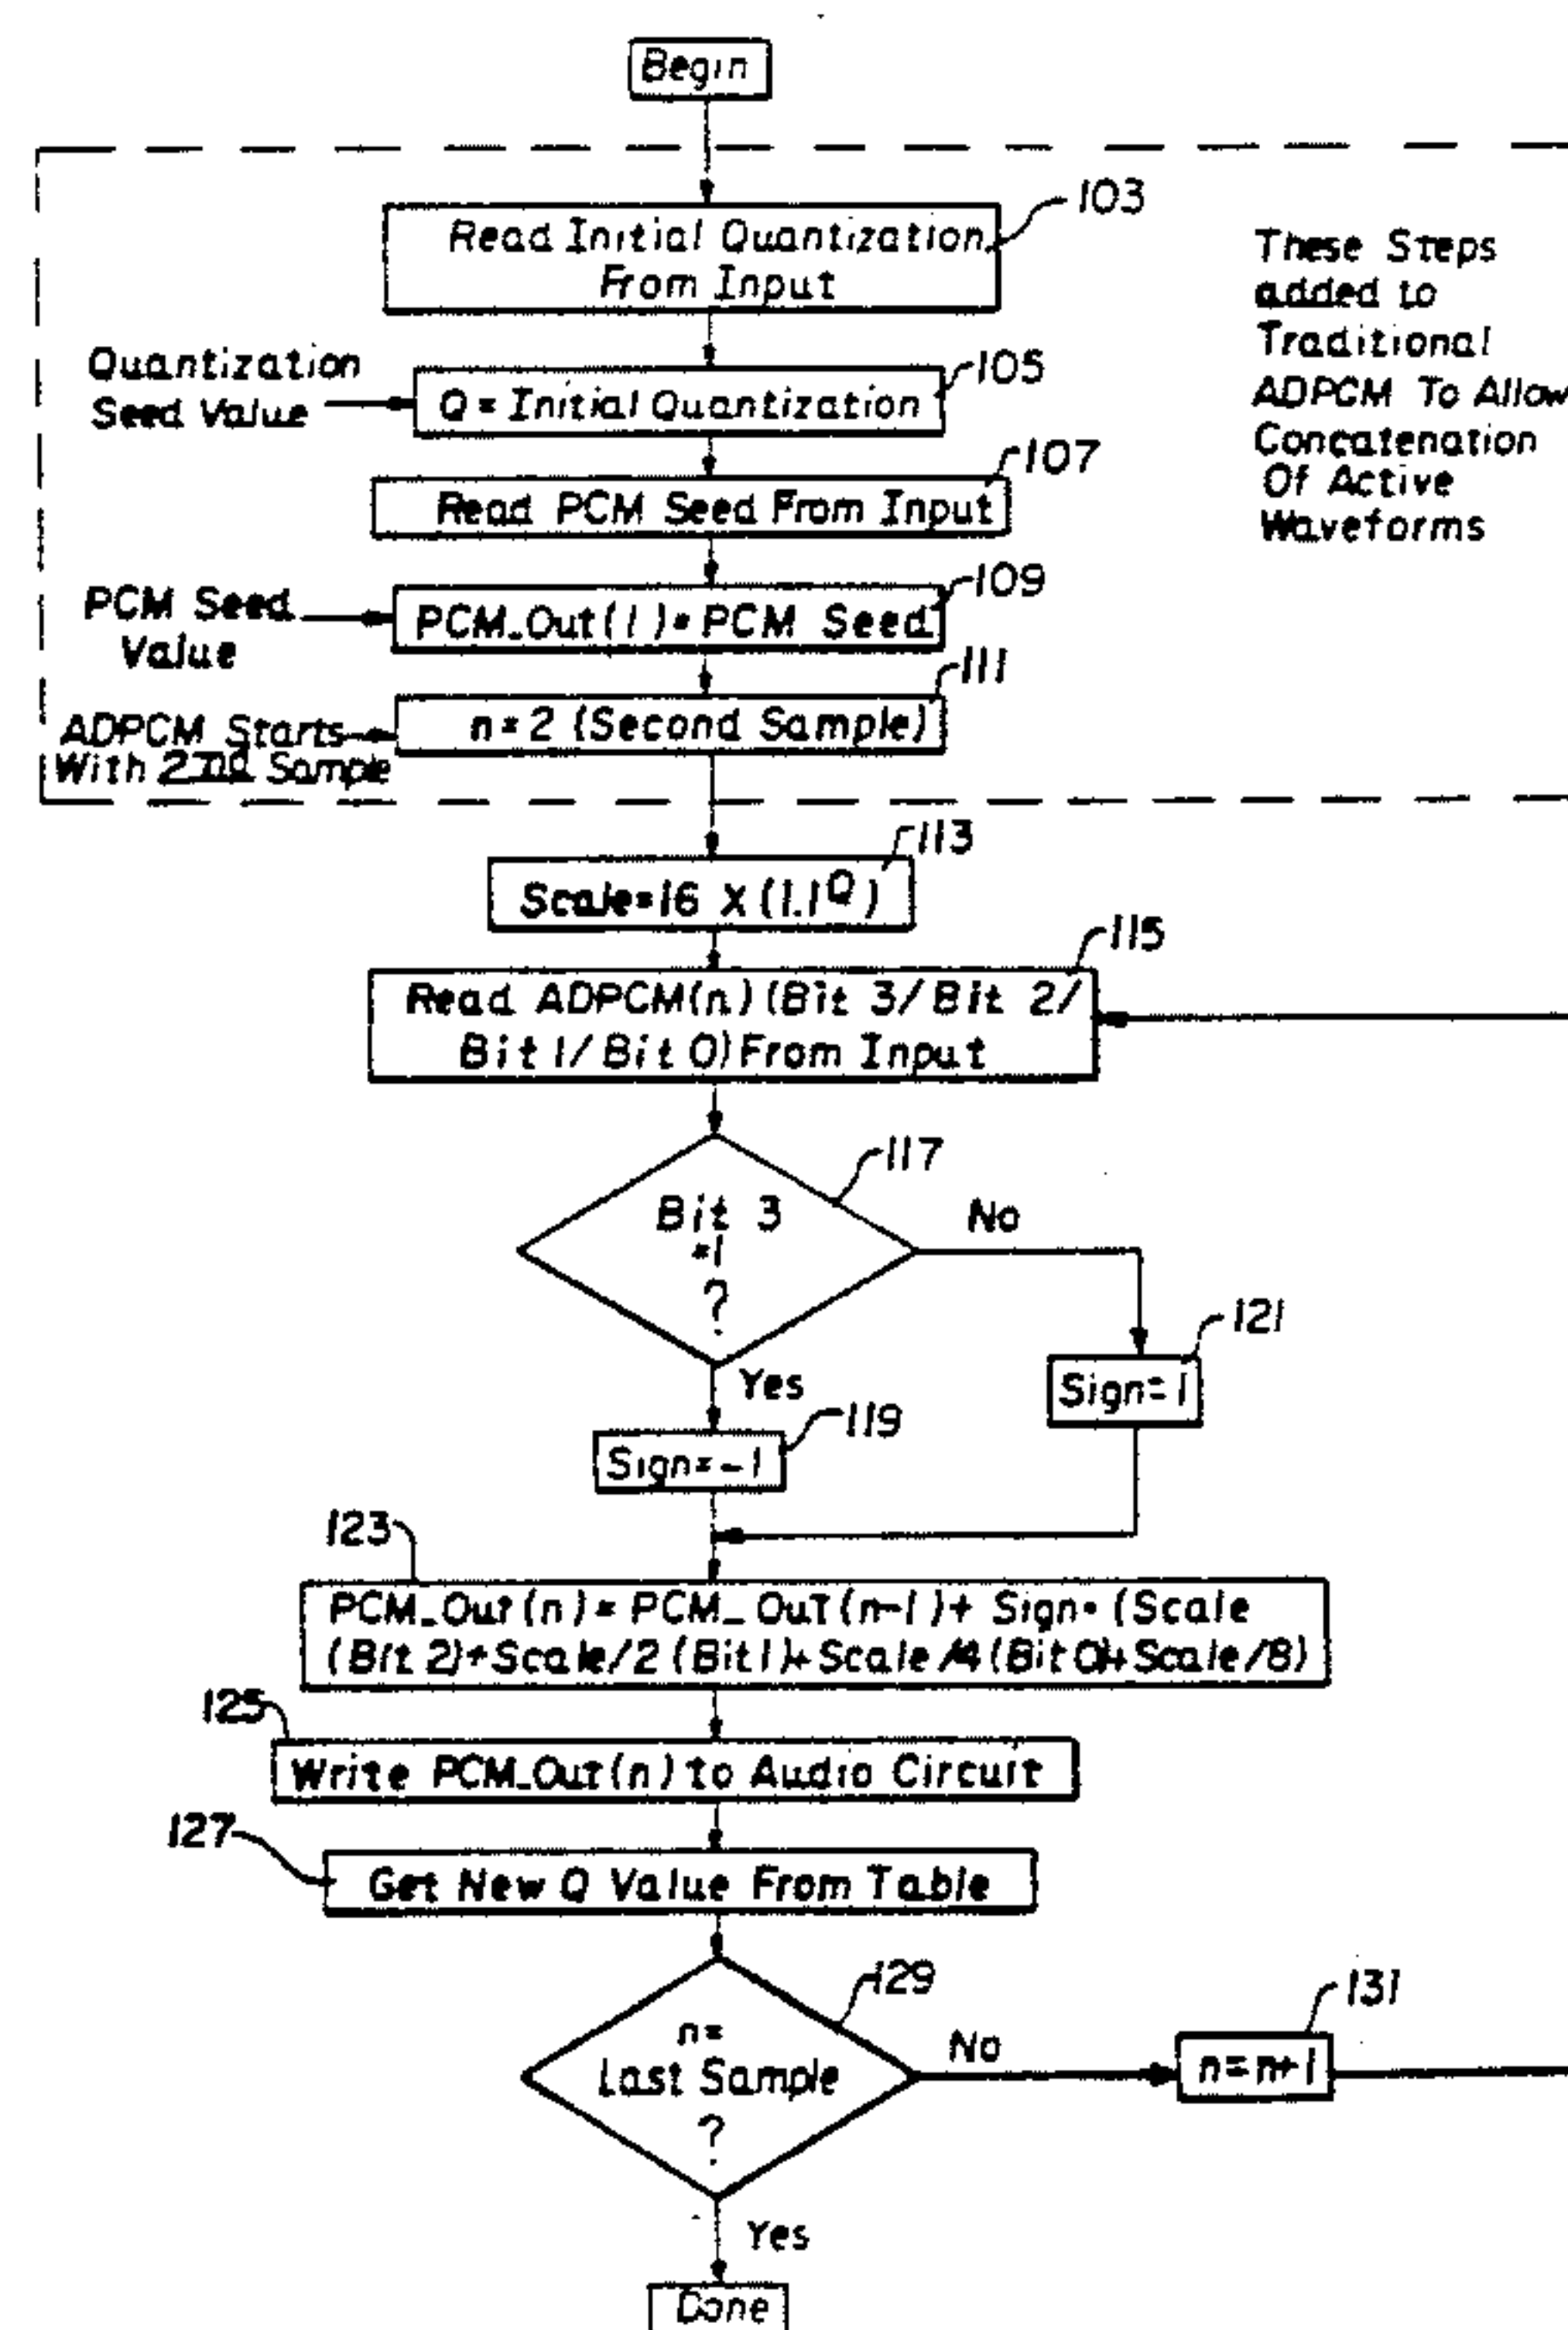 Begin
103
Read Initial Quantization
From Input
These Steps
added to
Traditional
ADPCM To Allow
Concatenation
Of Active
Waveforms
Quantization
Seed Value
105
Q = Initial Quantization
107
Read PCM Seed From Input
PCM Seed
Value
109
PCM_Out(1) = PCM Seed
111
ADPCM Starts
With 2nd Sample
n = 2 (Second Sample)
113
Scale = 16 X (1.1^Q)
115
Read ADPCM(n) (Bit 3/Bit 2/
Bit 1/Bit 0) From Input
117
Bit 3
=1
?
No
121
Sign = 1
Yes
119
Sign = -1
123
PCM_Out(n) = PCM_Out(n-1) + Sign • (Scale
(Bit 2) + Scale/2 (Bit 1) + Scale/4 (Bit 0) + Scale/8)
125
Write PCM_Out(n) to Audio Circuit
127
Get New Q Value From Table
129
n =
Last Sample
?
No
131
n = n+1
Yes
Done